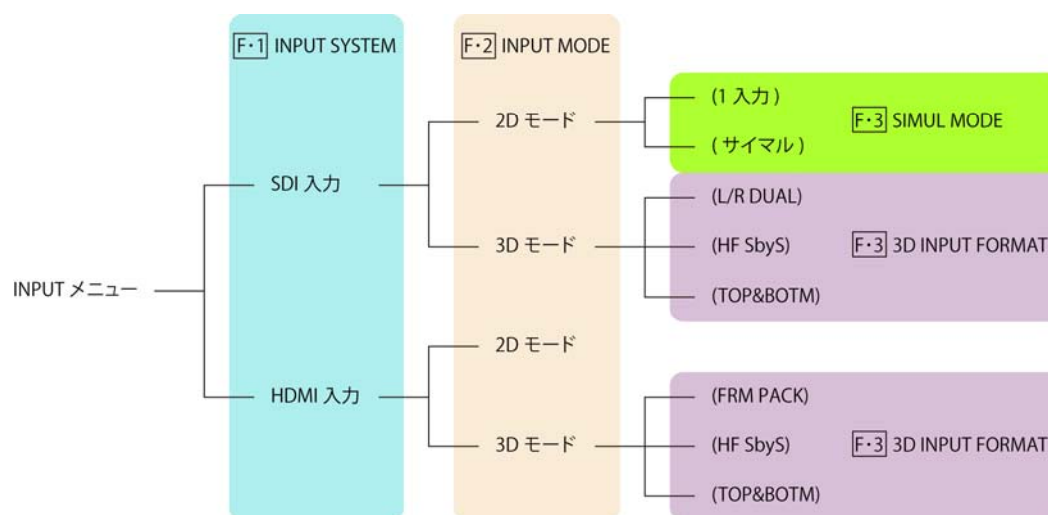 F・1 INPUT SYSTEM
F・2 INPUT MODE
(1 入力)
2D モード
F・3 SIMUL MODE
(サイマル)
SDI 入力
(L/R DUAL)
3D モード
(HF SbyS)
F・3 3D INPUT FORMAT
(TOP&BOTM)
INPUT メニュー
2D モード
HDMI 入力
(FRM PACK)
3D モード
(HF SbyS)
F・3 3D INPUT FORMAT
(TOP&BOTM)